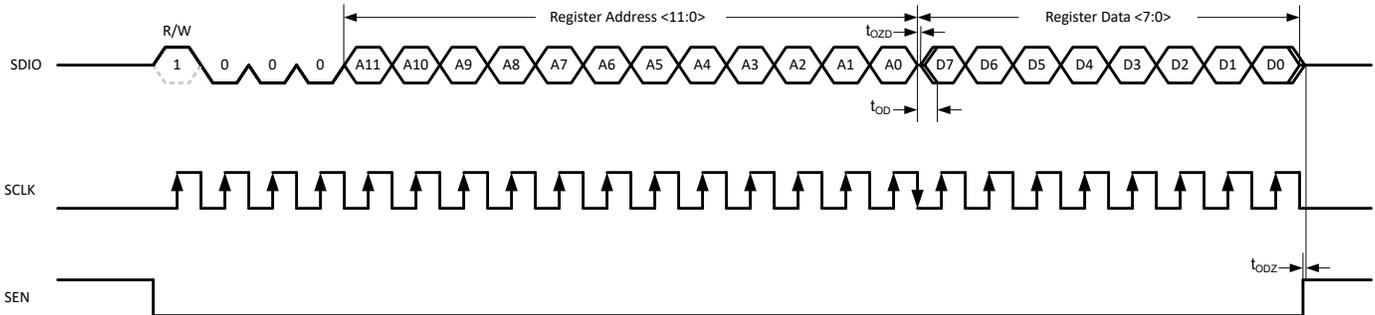 Register Address <11:0>
Register Data <7:0>
R/W
tOZD
SDIO
1 0 0 0 A11 A10 A9 A8 A7 A6 A5 A4 A3 A2 A1 A0 D7 D6 D5 D4 D3 D2 D1 D0
tOD
SCLK
tODZ
SEN